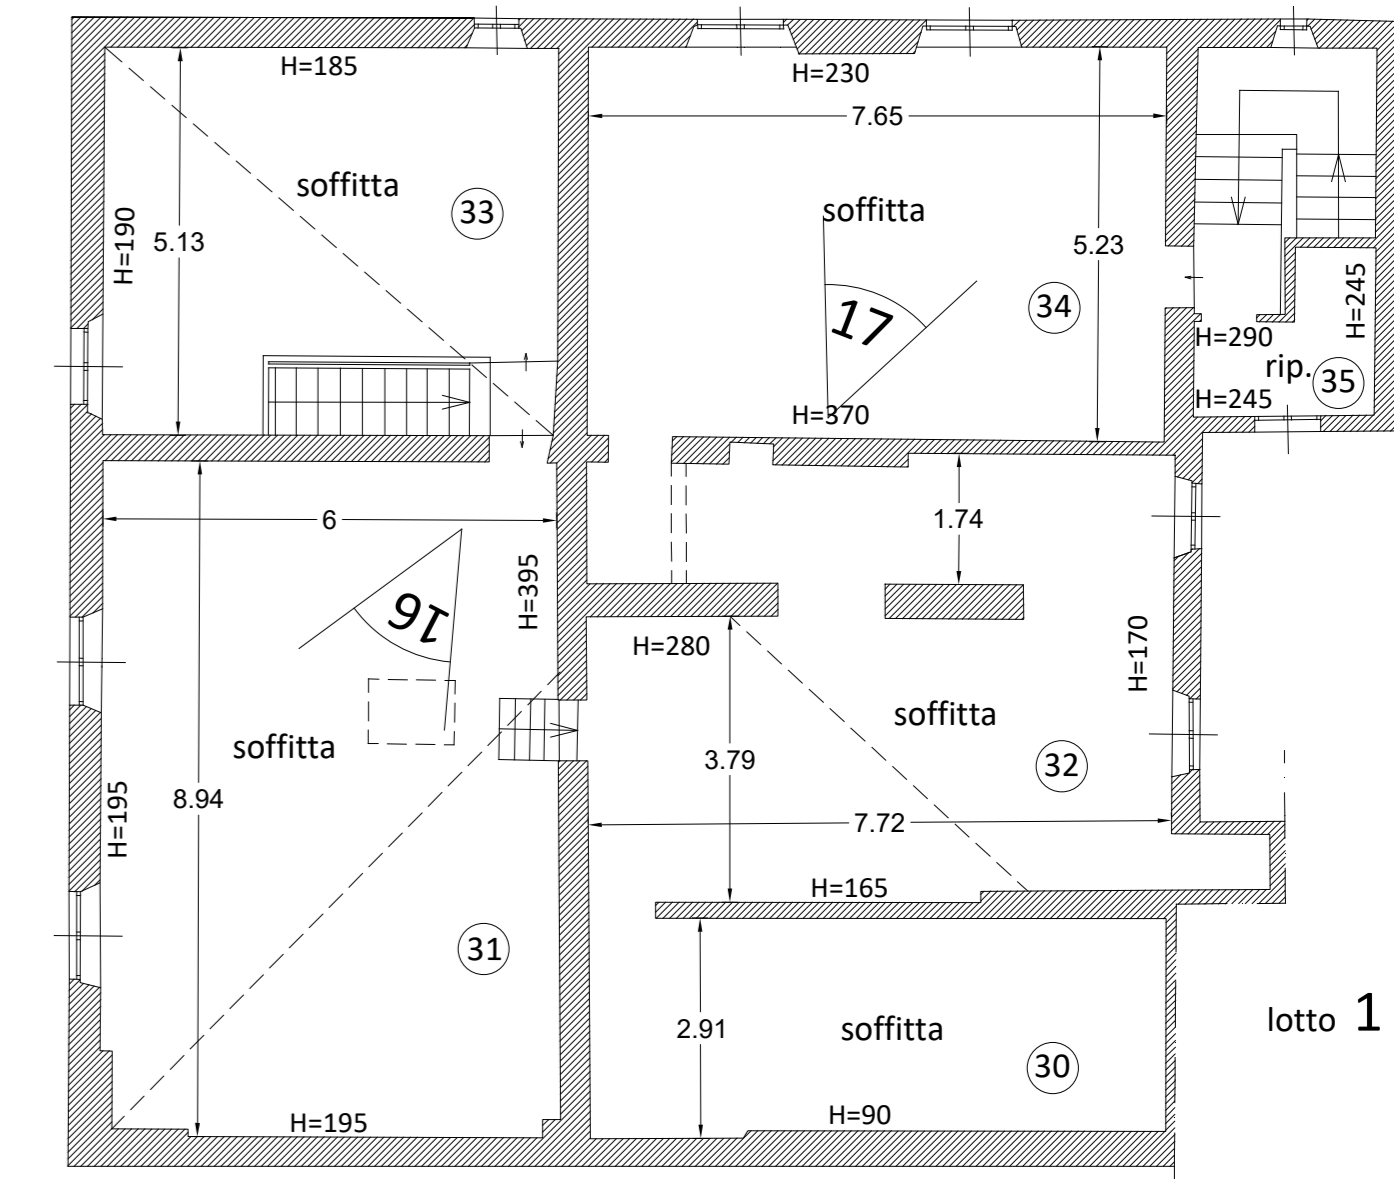 H=185
H=230
7.65
soffitta
33
H=190
5.13
soffitta
5.23
34
17
H=370
H=245
H=290
rip.
35
H=245
6
1.74
H=395
16
H=280
H=170
soffitta
soffitta
3.79
32
H=195
8.94
7.72
H=165
31
2.91
soffitta
30
lotto 1
H=90
H=195